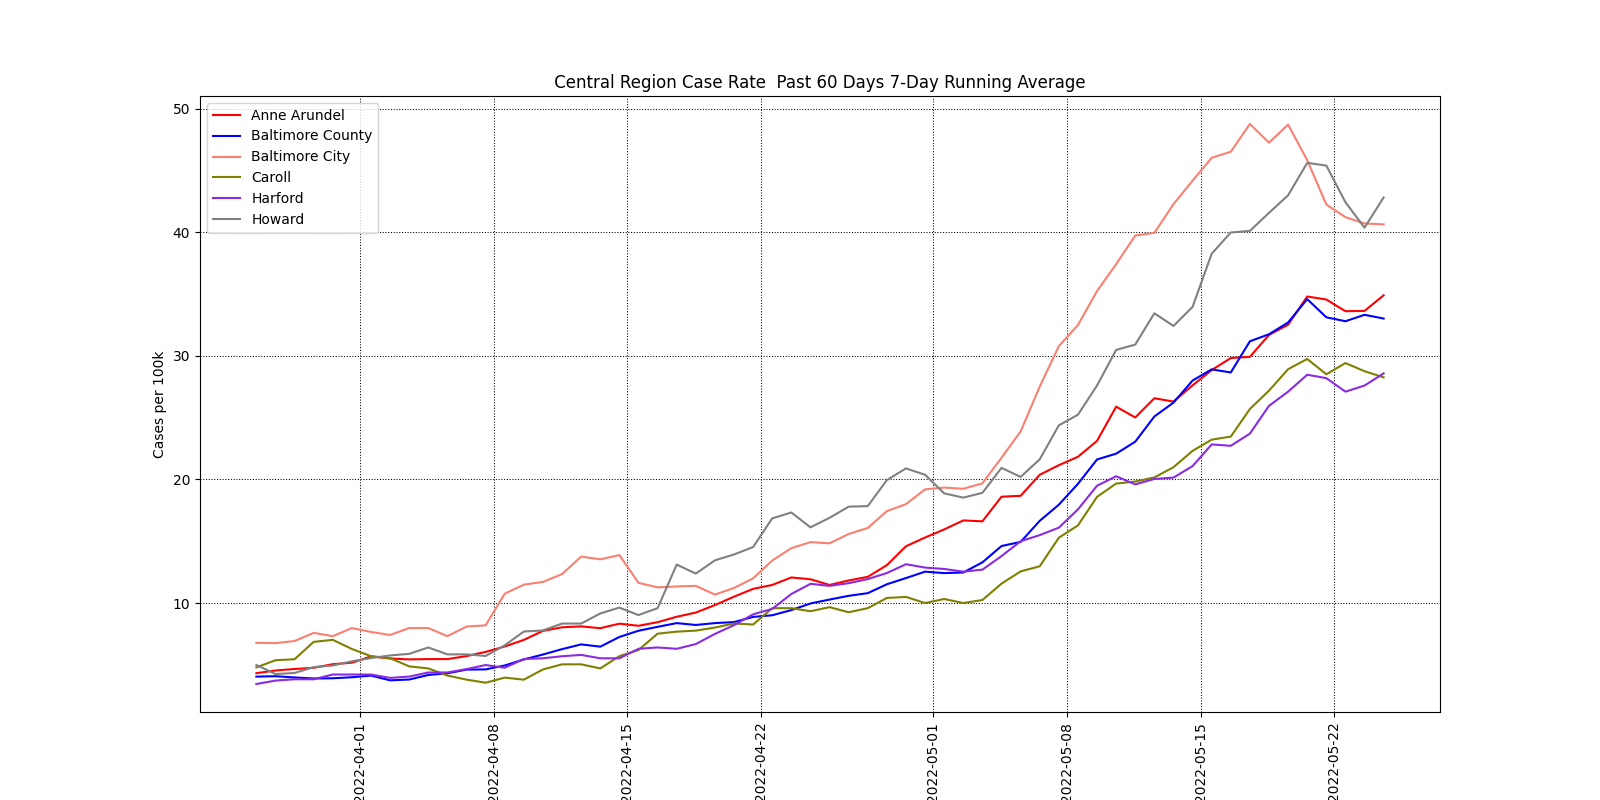 Central Region Case Rate  Past 60 Days 7-Day Running Average
50
40
30
20
10
Cases per 100k
Anne Arundel
Baltimore County
Baltimore City
Caroll
Harford
Howard
2022-04-01
2022-04-08
2022-04-15
2022-04-22
2022-05-01
2022-05-08
2022-05-15
2022-05-22